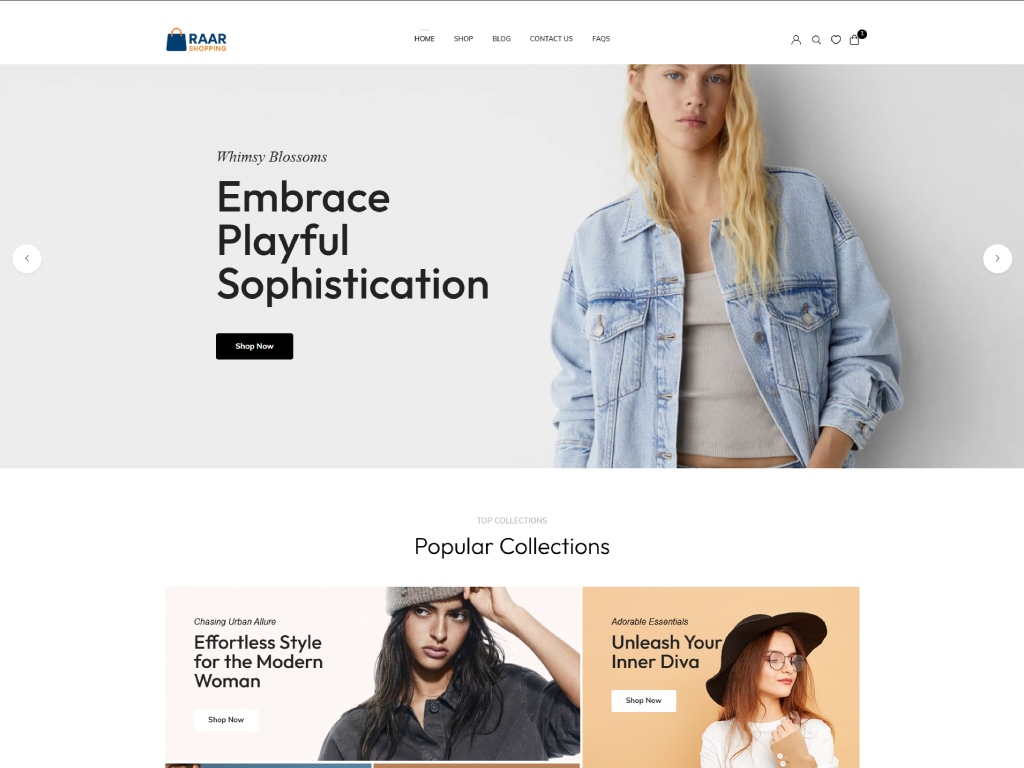 RAAR
SHOPPING
HOME SHOP BLOG CONTACT US FAQS
1
Whimsy Blossoms
Embrace
Playful
Sophistication
Shop Now
TOP COLLECTIONS
Popular Collections
Chasing Urban Allure
Effortless Style
for the Modern
Woman
Shop Now
Adorable Essentials
Unleash Your
Inner Diva
Shop Now